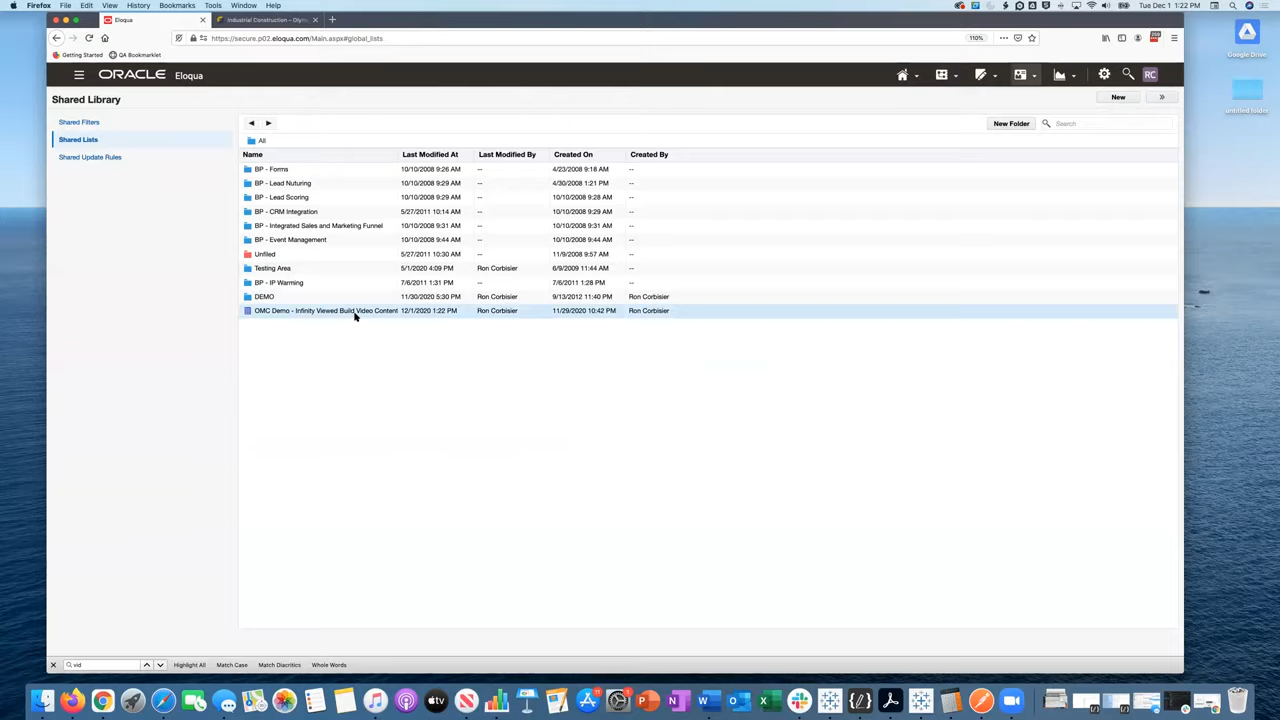 Firefox File Edit View History Bookmarks Tools Window Help
Tue Dec 1 1:22 PM
Eloqua
Industrial Construction – Olym
https://secure.p02.eloqua.com/Main.aspx#global_lists
110%
Getting Started QA Bookmarklet
ORACLE Eloqua
RC
Shared Library
New
Shared Filters
Shared Lists
Shared Update Rules
New Folder
Search
All
Name Last Modified At Last Modified By Created On Created By
BP - Forms 10/10/2008 9:26 AM -- 4/23/2008 9:18 AM --
BP - Lead Nuturing 10/10/2008 9:29 AM -- 4/30/2008 1:21 PM --
BP - Lead Scoring 10/10/2008 9:29 AM -- 10/10/2008 9:28 AM --
BP - CRM Integration 5/27/2011 10:14 AM -- 10/10/2008 9:29 AM --
BP - Integrated Sales and Marketing Funnel 10/10/2008 9:31 AM -- 10/10/2008 9:31 AM --
BP - Event Management 10/10/2008 9:44 AM -- 10/10/2008 9:44 AM --
Unfiled 5/27/2011 10:30 AM -- 11/9/2008 9:57 AM --
Testing Area 5/1/2020 4:09 PM Ron Corbisier 6/9/2009 11:44 AM --
BP - IP Warming 7/6/2011 1:31 PM -- 7/6/2011 1:28 PM --
DEMO 11/30/2020 5:30 PM Ron Corbisier 9/13/2012 11:40 PM Ron Corbisier
OMC Demo - Infinity Viewed Build Video Content 12/1/2020 1:22 PM Ron Corbisier 11/29/2020 10:42 PM Ron Corbisier
vid
Highlight All Match Case Match Diacritics Whole Words
Google Drive
untitled folder